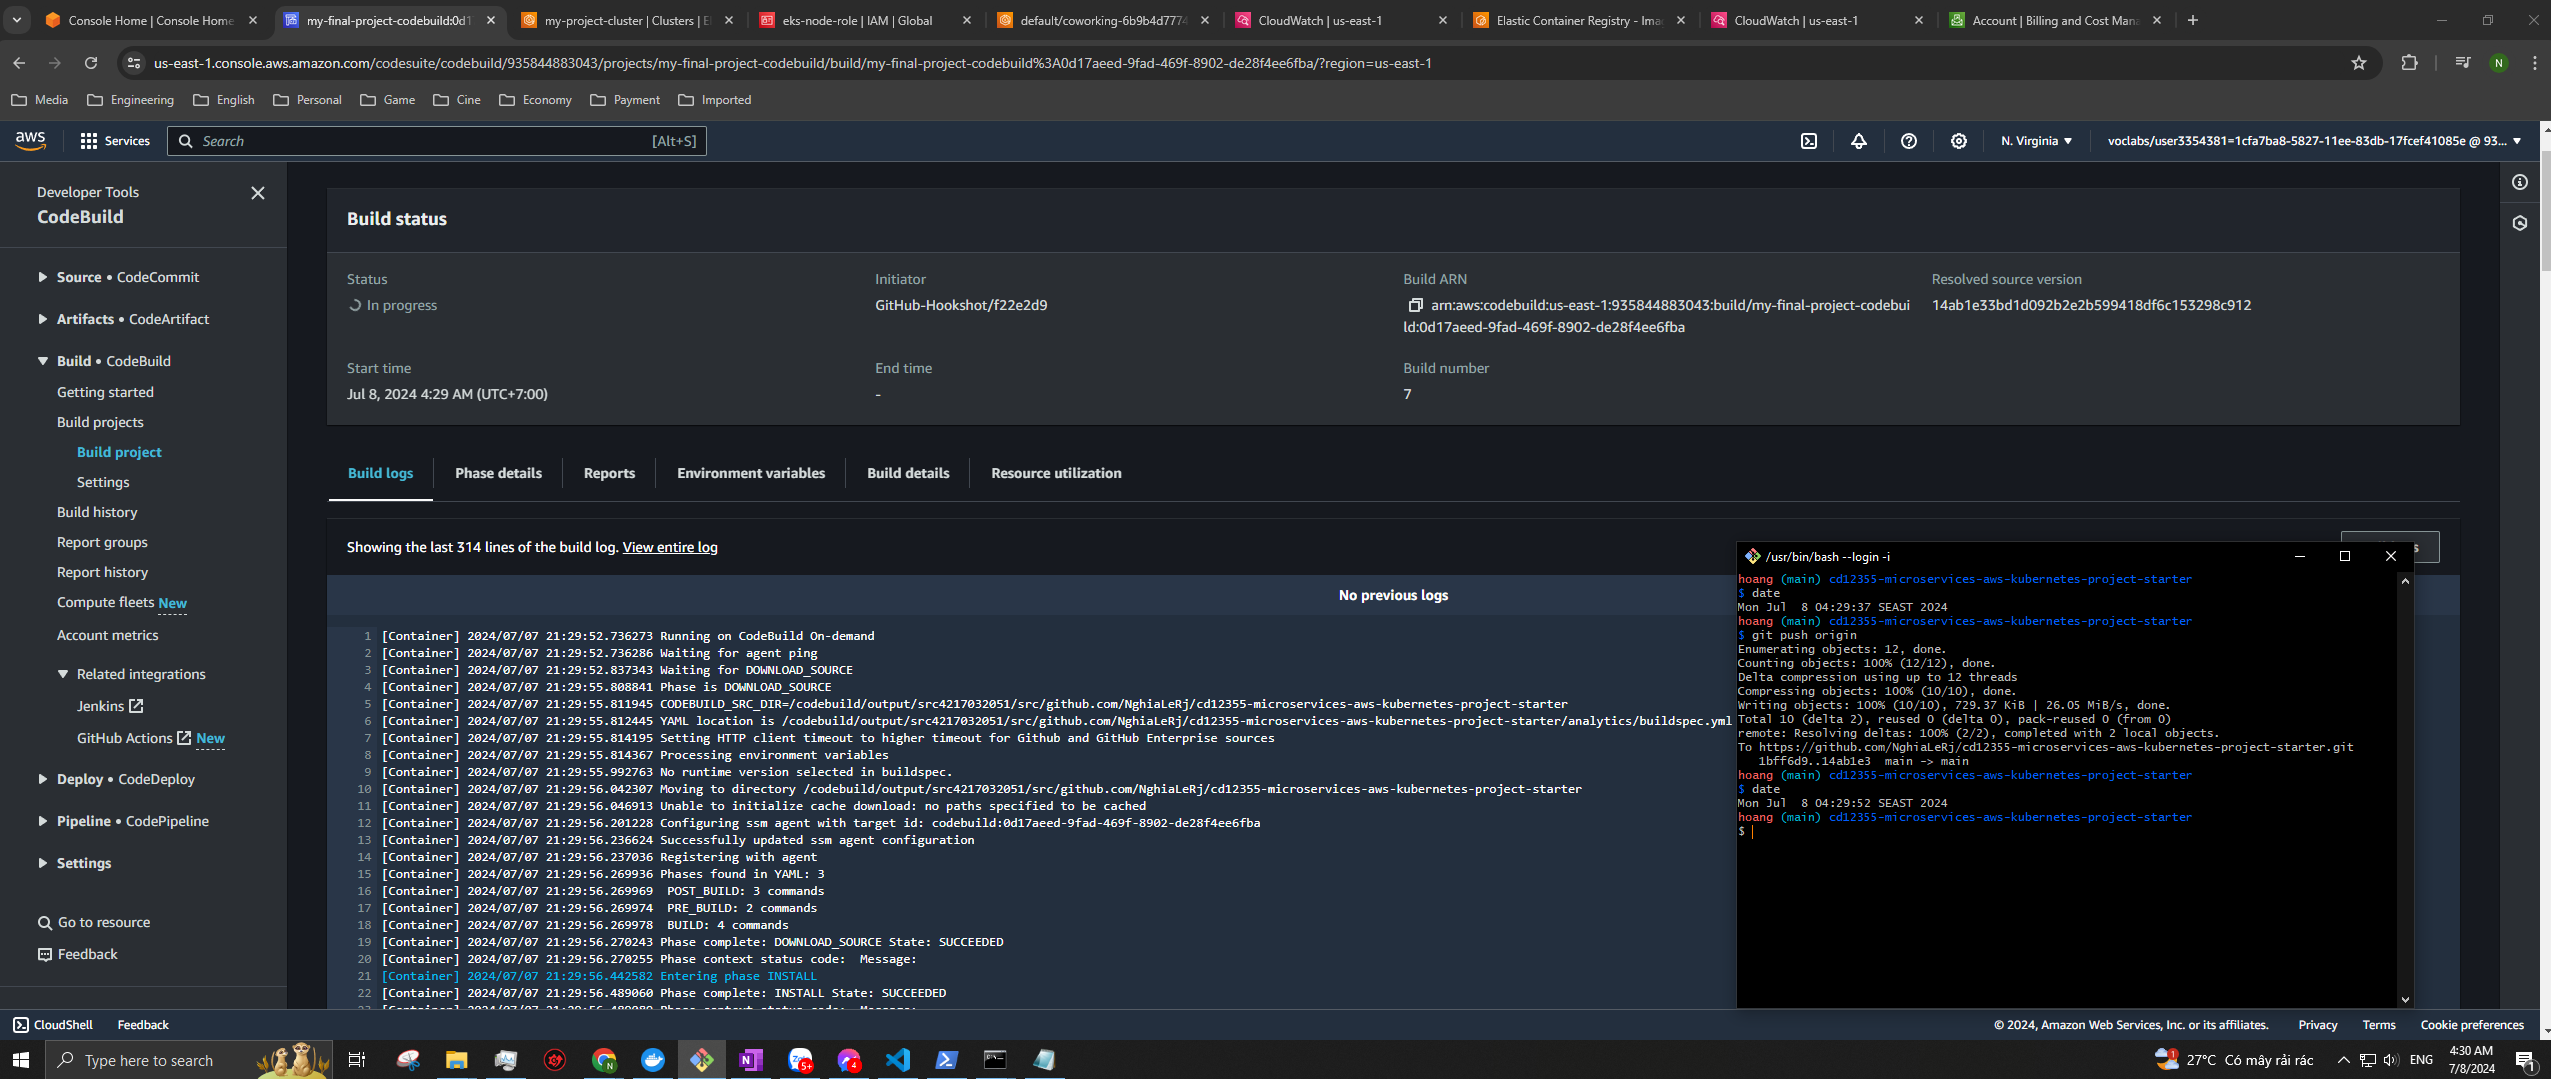 Console Home | Console Home
my-final-project-codebuild:0d1
my-project-cluster | Clusters | El
eks-node-role | IAM | Global
default/coworking-6b9b4d7774
CloudWatch | us-east-1
Elastic Container Registry - Ima
CloudWatch | us-east-1
Account | Billing and Cost Mana
us-east-1.console.aws.amazon.com/codesuite/codebuild/935844883043/projects/my-final-project-codebuild/build/my-final-project-codebuild%3A0d17aeed-9fad-469f-8902-de28f4ee6fba/?region=us-east-1
N
Media
Engineering
English
Personal
Game
Cine
Economy
Payment
Imported
aws
Services
Search
[Alt+S]
N. Virginia
voclabs/user3354381=1cfa7ba8-5827-11ee-83db-17fcef41085e @ 93...
Developer Tools
CodeBuild
Source • CodeCommit
Artifacts • CodeArtifact
Build • CodeBuild
Getting started
Build projects
Build project
Settings
Build history
Report groups
Report history
Compute fleets New
Account metrics
Related integrations
Jenkins
GitHub Actions New
Deploy • CodeDeploy
Pipeline • CodePipeline
Settings
Go to resource
Feedback
Build status
Status
In progress
Initiator
GitHub-Hookshot/f22e2d9
Build ARN
arn:aws:codebuild:us-east-1:935844883043:build/my-final-project-codebui
ld:0d17aeed-9fad-469f-8902-de28f4ee6fba
Resolved source version
14ab1e33bd1d092b2e2b599418df6c153298c912
Start time
Jul 8, 2024 4:29 AM (UTC+7:00)
End time
-
Build number
7
Build logs
Phase details
Reports
Environment variables
Build details
Resource utilization
Showing the last 314 lines of the build log. View entire log
No previous logs
1 [Container] 2024/07/07 21:29:52.736273 Running on CodeBuild On-demand
2 [Container] 2024/07/07 21:29:52.736286 Waiting for agent ping
3 [Container] 2024/07/07 21:29:52.837343 Waiting for DOWNLOAD_SOURCE
4 [Container] 2024/07/07 21:29:55.808841 Phase is DOWNLOAD_SOURCE
5 [Container] 2024/07/07 21:29:55.811945 CODEBUILD_SRC_DIR=/codebuild/output/src4217032051/src/github.com/NghiaLeRj/cd12355-microservices-aws-kubernetes-project-starter
6 [Container] 2024/07/07 21:29:55.812445 YAML location is /codebuild/output/src4217032051/src/github.com/NghiaLeRj/cd12355-microservices-aws-kubernetes-project-starter/analytics/buildspec.yml
7 [Container] 2024/07/07 21:29:55.814195 Setting HTTP client timeout to higher timeout for Github and GitHub Enterprise sources
8 [Container] 2024/07/07 21:29:55.814367 Processing environment variables
9 [Container] 2024/07/07 21:29:55.992763 No runtime version selected in buildspec.
10 [Container] 2024/07/07 21:29:56.042307 Moving to directory /codebuild/output/src4217032051/src/github.com/NghiaLeRj/cd12355-microservices-aws-kubernetes-project-starter
11 [Container] 2024/07/07 21:29:56.046913 Unable to initialize cache download: no paths specified to be cached
12 [Container] 2024/07/07 21:29:56.201228 Configuring ssm agent with target id: codebuild:0d17aeed-9fad-469f-8902-de28f4ee6fba
13 [Container] 2024/07/07 21:29:56.236624 Successfully updated ssm agent configuration
14 [Container] 2024/07/07 21:29:56.237036 Registering with agent
15 [Container] 2024/07/07 21:29:56.269936 Phases found in YAML: 3
16 [Container] 2024/07/07 21:29:56.269969 POST_BUILD: 3 commands
17 [Container] 2024/07/07 21:29:56.269974 PRE_BUILD: 2 commands
18 [Container] 2024/07/07 21:29:56.269978 BUILD: 4 commands
19 [Container] 2024/07/07 21:29:56.270243 Phase complete: DOWNLOAD_SOURCE State: SUCCEEDED
20 [Container] 2024/07/07 21:29:56.270255 Phase context status code: Message:
21 [Container] 2024/07/07 21:29:56.442582 Entering phase INSTALL
22 [Container] 2024/07/07 21:29:56.489060 Phase complete: INSTALL State: SUCCEEDED
/usr/bin/bash --login -i
hoang (main) cd12355-microservices-aws-kubernetes-project-starter
$ date
Mon Jul 8 04:29:37 SEAST 2024
hoang (main) cd12355-microservices-aws-kubernetes-project-starter
$ git push origin
Enumerating objects: 12, done.
Counting objects: 100% (12/12), done.
Delta compression using up to 12 threads
Compressing objects: 100% (10/10), done.
Writing objects: 100% (10/10), 729.37 KiB | 26.05 MiB/s, done.
Total 10 (delta 2), reused 0 (delta 0), pack-reused 0 (from 0)
remote: Resolving deltas: 100% (2/2), completed with 2 local objects.
To https://github.com/NghiaLeRj/cd12355-microservices-aws-kubernetes-project-starter.git
1bff6d9..14ab1e3 main -> main
hoang (main) cd12355-microservices-aws-kubernetes-project-starter
$ date
Mon Jul 8 04:29:52 SEAST 2024
hoang (main) cd12355-microservices-aws-kubernetes-project-starter
$
CloudShell
Feedback
© 2024, Amazon Web Services, Inc. or its affiliates.
Privacy
Terms
Cookie preferences
Type here to search
27°C Có mây rải rác
ENG
4:30 AM
7/8/2024